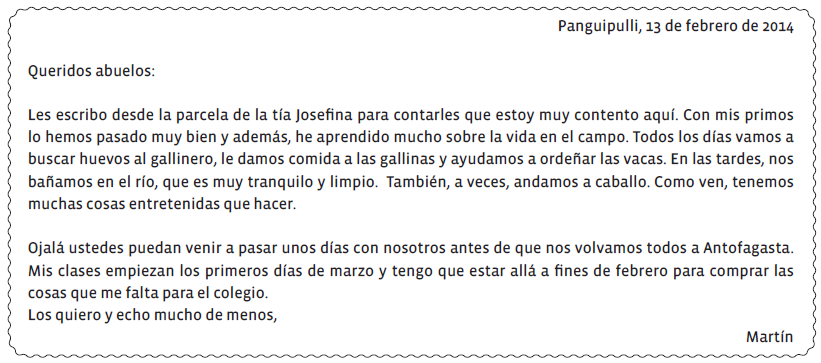 Panguipulli, 13 de febrero de 2014
Queridos abuelos:
Les escribo desde la parcela de la tía Josefina para contarles que estoy muy contento aquí. Con mis primos
lo hemos pasado muy bien y además, he aprendido mucho sobre la vida en el campo. Todos los días vamos a
buscar huevos al gallinero, le damos comida a las gallinas y ayudamos a ordeñar las vacas. En las tardes, nos
bañamos en el río, que es muy tranquilo y limpio. También, a veces, andamos a caballo. Como ven, tenemos
muchas cosas entretenidas que hacer.
Ojalá ustedes puedan venir a pasar unos días con nosotros antes de que nos volvamos todos a Antofagasta.
Mis clases empiezan los primeros días de marzo y tengo que estar allá a fines de febrero para comprar las
cosas que me falta para el colegio.
Los quiero y echo mucho de menos,
Martín